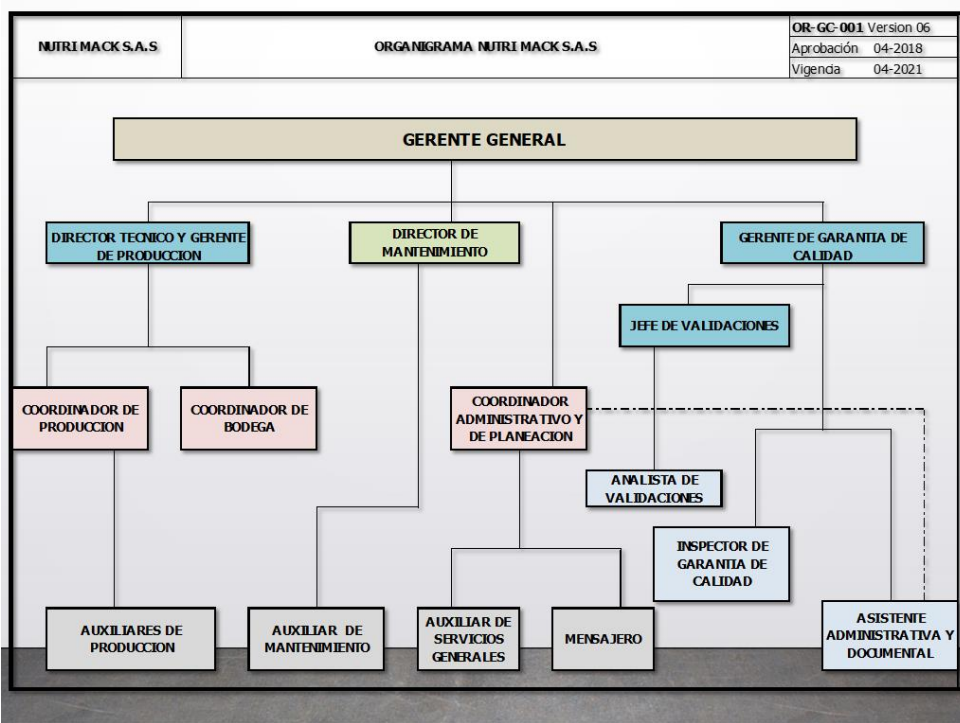 NUTRI MACK S.A.S
ORGANIGRAMA NUTRI MACK S.A.S
OR-GC-001 Version 06
Aprobación 04-2018
Vigencia 04-2021
GERENTE GENERAL
DIRECTOR TECNICO Y GERENTE
DE PRODUCCION
DIRECTOR DE
MANTENIMIENTO
GERENTE DE GARANTIA DE
CALIDAD
JEFE DE VALIDACIONES
COORDINADOR DE
PRODUCCION
COORDINADOR DE
BODEGA
COORDINADOR
ADMINISTRATIVO Y
DE PLANEACION
ANALISTA DE
VALIDACIONES
INSPECTOR DE
GARANTIA DE
CALIDAD
AUXILIARES DE
PRODUCCION
AUXILIAR DE
MANTENIMIENTO
AUXILIAR DE
SERVICIOS
GENERALES
MENSAJERO
ASISTENTE
ADMINISTRATIVA Y
DOCUMENTAL